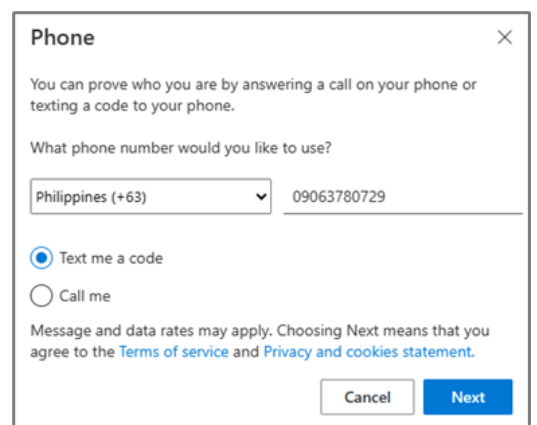 Phone
You can prove who you are by answering a call on your phone or
texting a code to your phone.
What phone number would you like to use?
Philippines (+63) 09063780729
Text me a code
Call me
Message and data rates may apply. Choosing Next means that you
agree to the Terms of service and Privacy and cookies statement.
Cancel Next